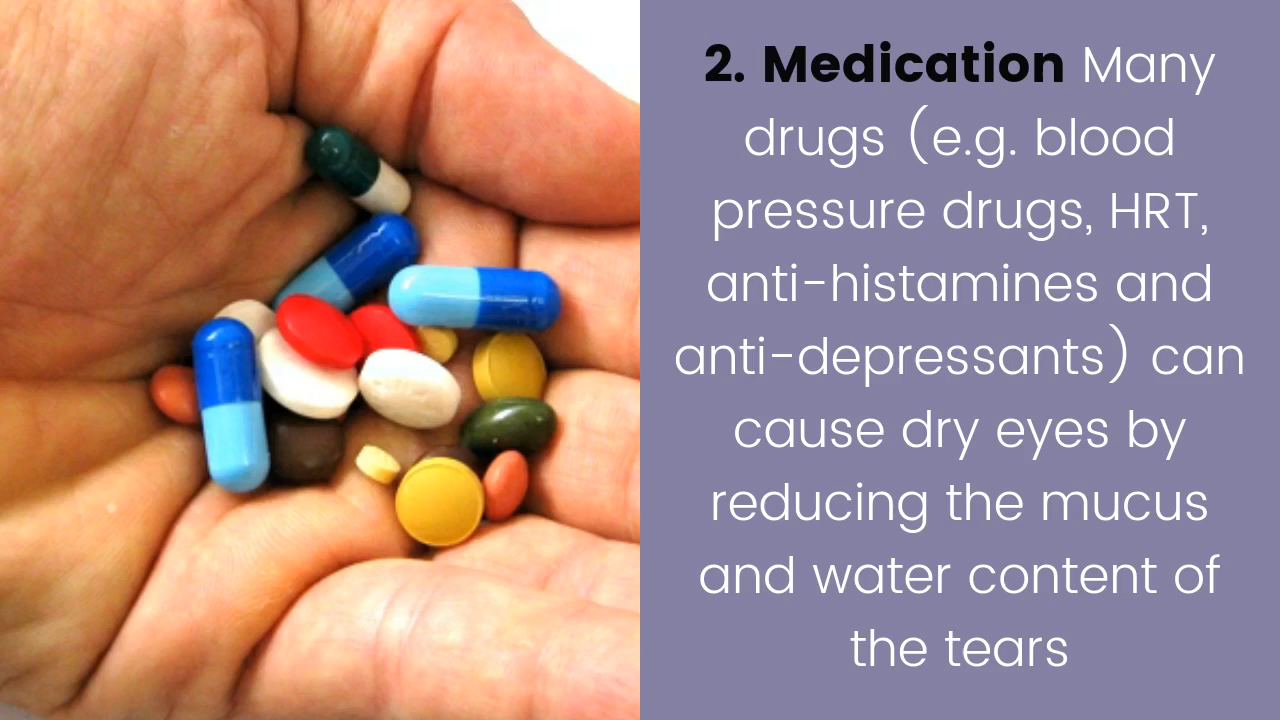 2. Medication Many
drugs (e.g. blood
pressure drugs, HRT,
anti-histamines and
anti-depressants) can
cause dry eyes by
reducing the mucus
and water content of
the tears